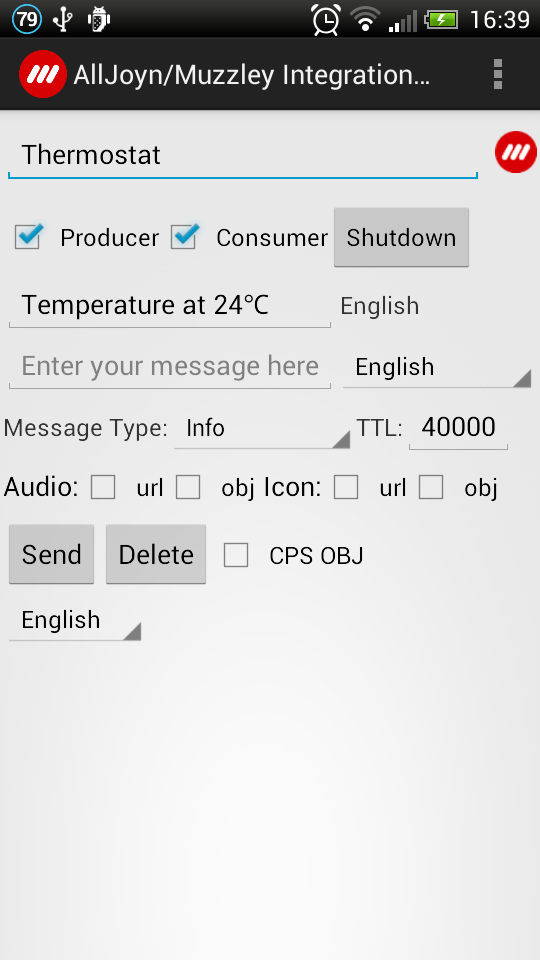 79 16:39
AllJoyn/Muzzley Integration...
Thermostat
Producer Consumer Shutdown
Temperature at 24°C English
Enter your message here English
Message Type: Info TTL: 40000
Audio: url obj Icon: url obj
Send Delete CPS OBJ
English